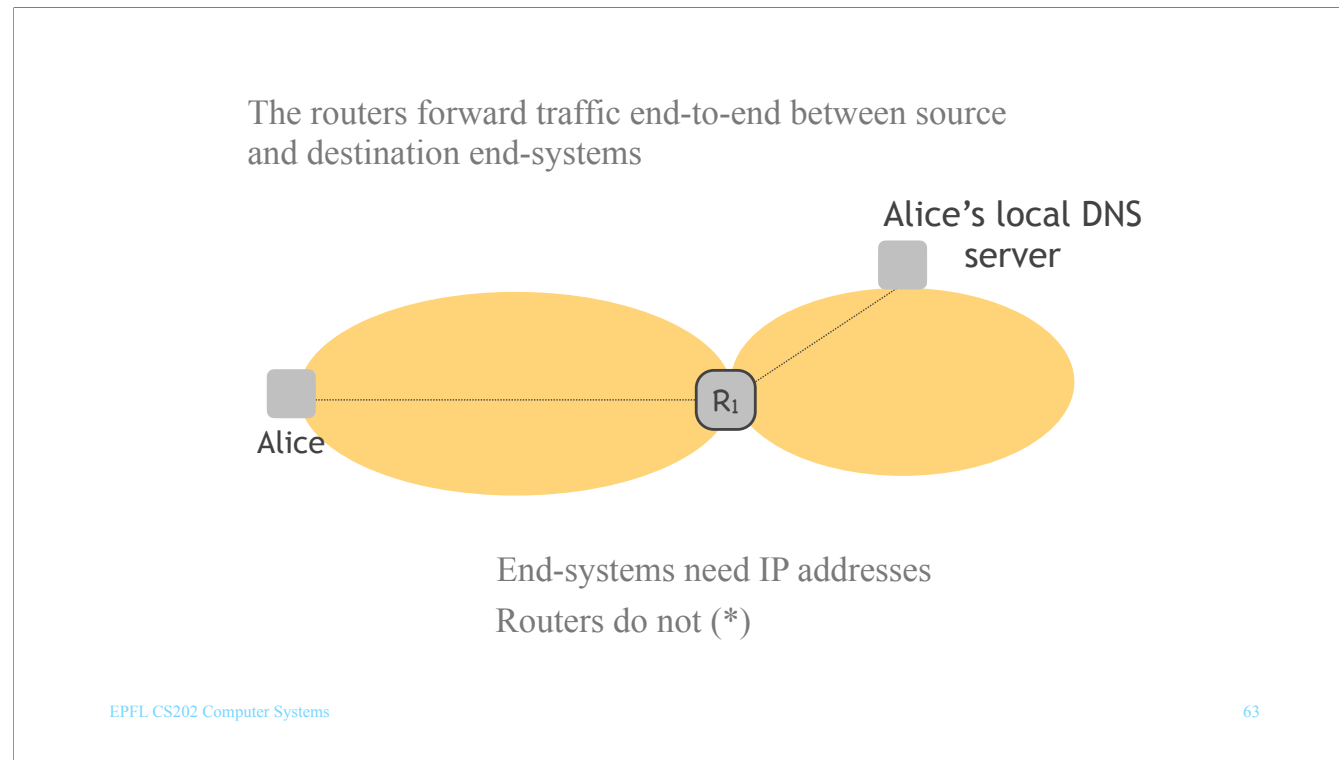 The routers forward traffic end-to-end between source
and destination end-systems
Alice’s local DNS
server
R₁
Alice
End-systems need IP addresses
Routers do not (*)
EPFL CS202 Computer Systems
63